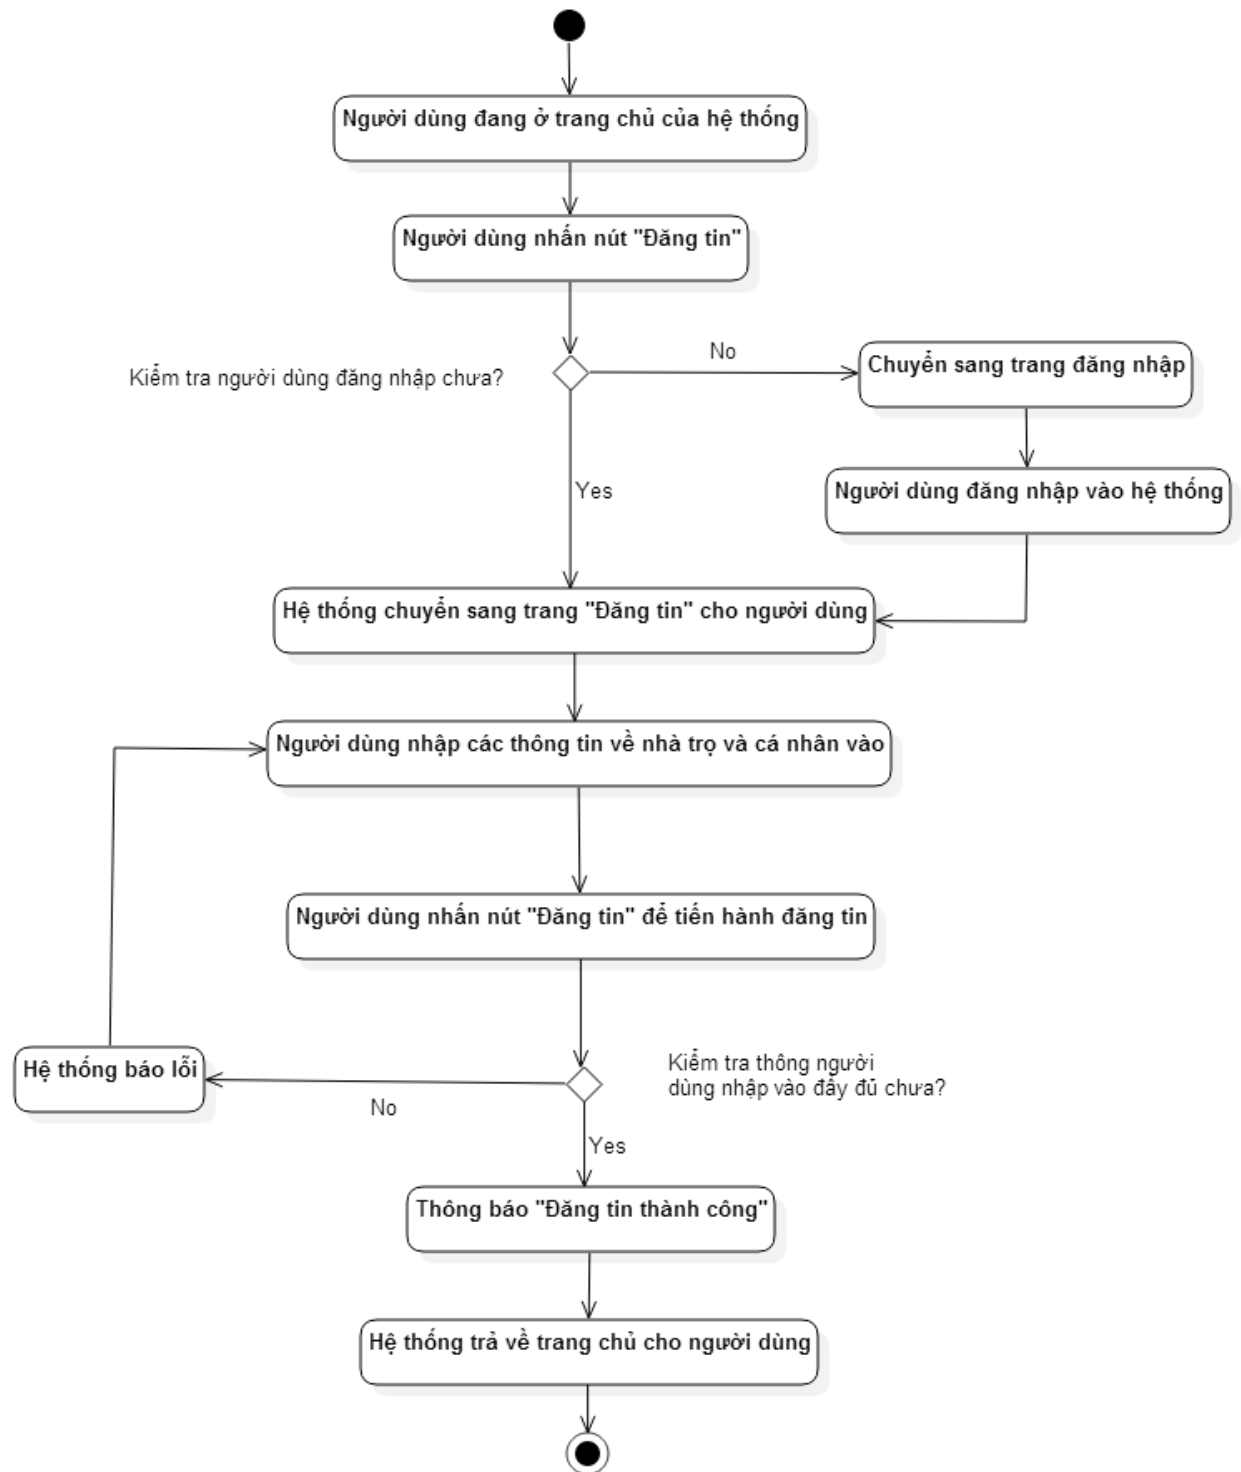 Người dùng đang ở trang chủ của hệ thống
Người dùng nhấn nút "Đăng tin"
Kiểm tra người dùng đăng nhập chưa?
No
Chuyển sang trang đăng nhập
Yes
Người dùng đăng nhập vào hệ thống
Hệ thống chuyển sang trang "Đăng tin" cho người dùng
Người dùng nhập các thông tin về nhà trọ và cá nhân vào
Người dùng nhấn nút "Đăng tin" để tiến hành đăng tin
Hệ thống báo lỗi
No
Kiểm tra thông người
dùng nhập vào đầy đủ chưa?
Yes
Thông báo "Đăng tin thành công"
Hệ thống trả về trang chủ cho người dùng